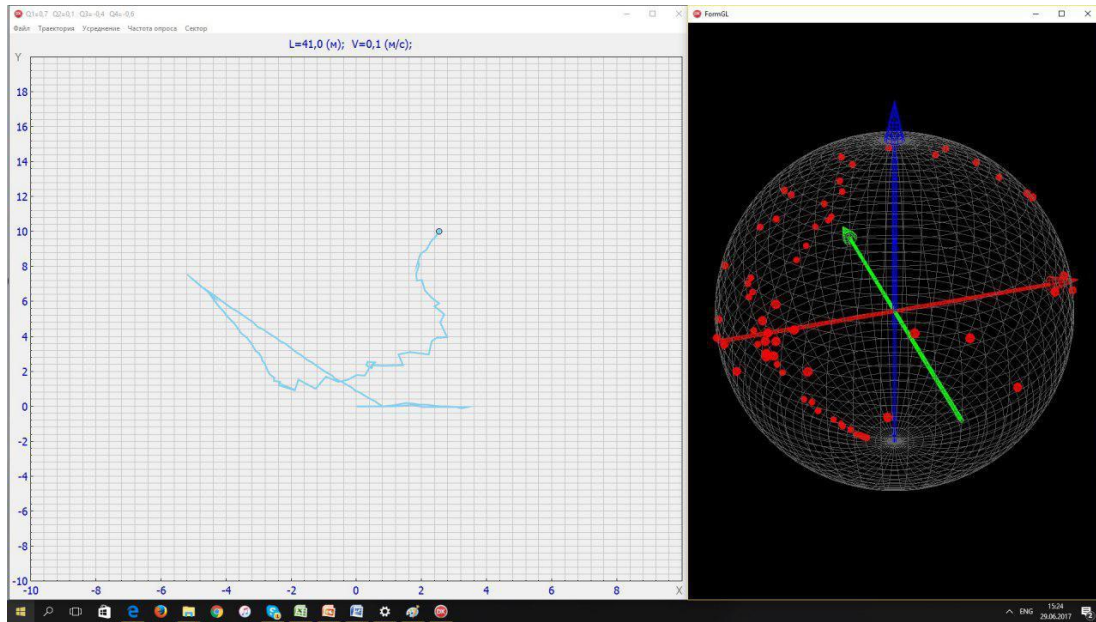 Q1=0,7 Q2=0,1 Q3=-0,4 Q4=-0,6
Файл Траектория Усреднение Частота опроса Сектор
L=41,0 (м); V=0,1 (м/с);
Y
18
16
14
12
10
8
6
4
2
0
-2
-4
-6
-8
-10
-10 -8 -6 -4 -2 0 2 4 6 8 X
FormGL
ENG
15:24
29.06.2017